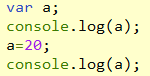 var a;
console.log(a);
a=20;
console.log(a);